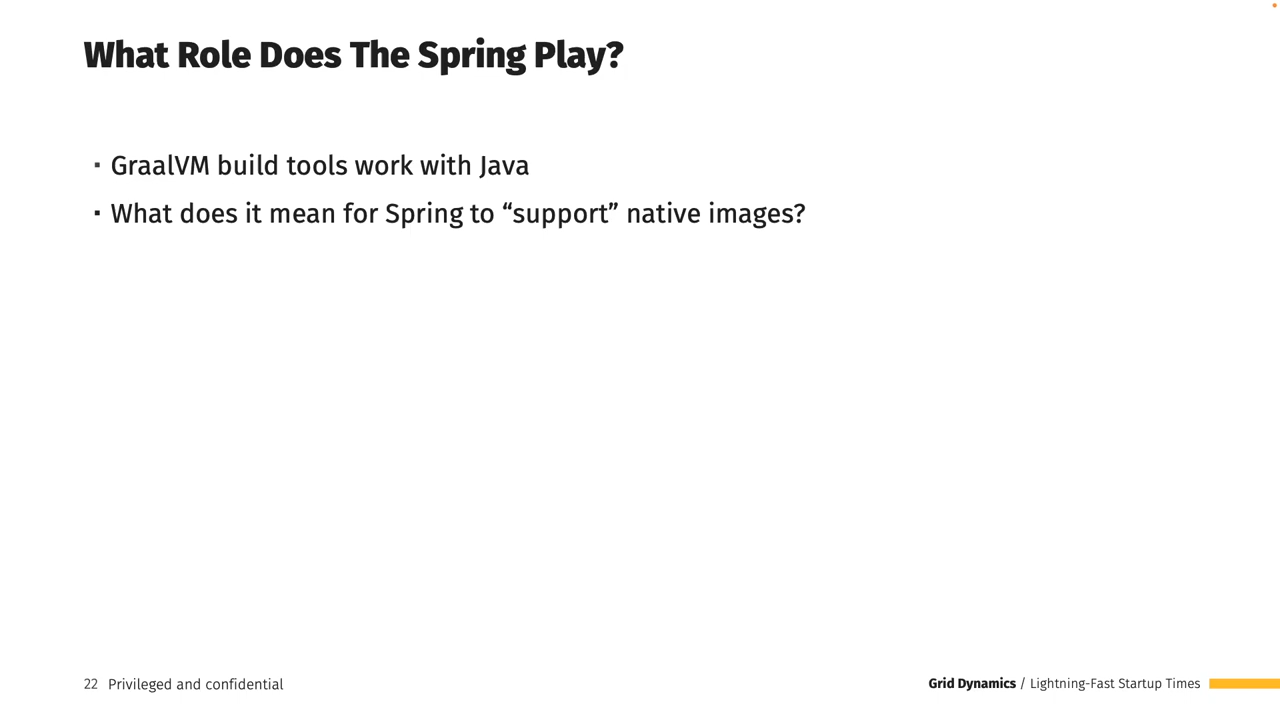 What Role Does The Spring Play?
▪ GraalVM build tools work with Java
▪ What does it mean for Spring to “support” native images?
22 Privileged and confidential
Grid Dynamics / Lightning-Fast Startup Times